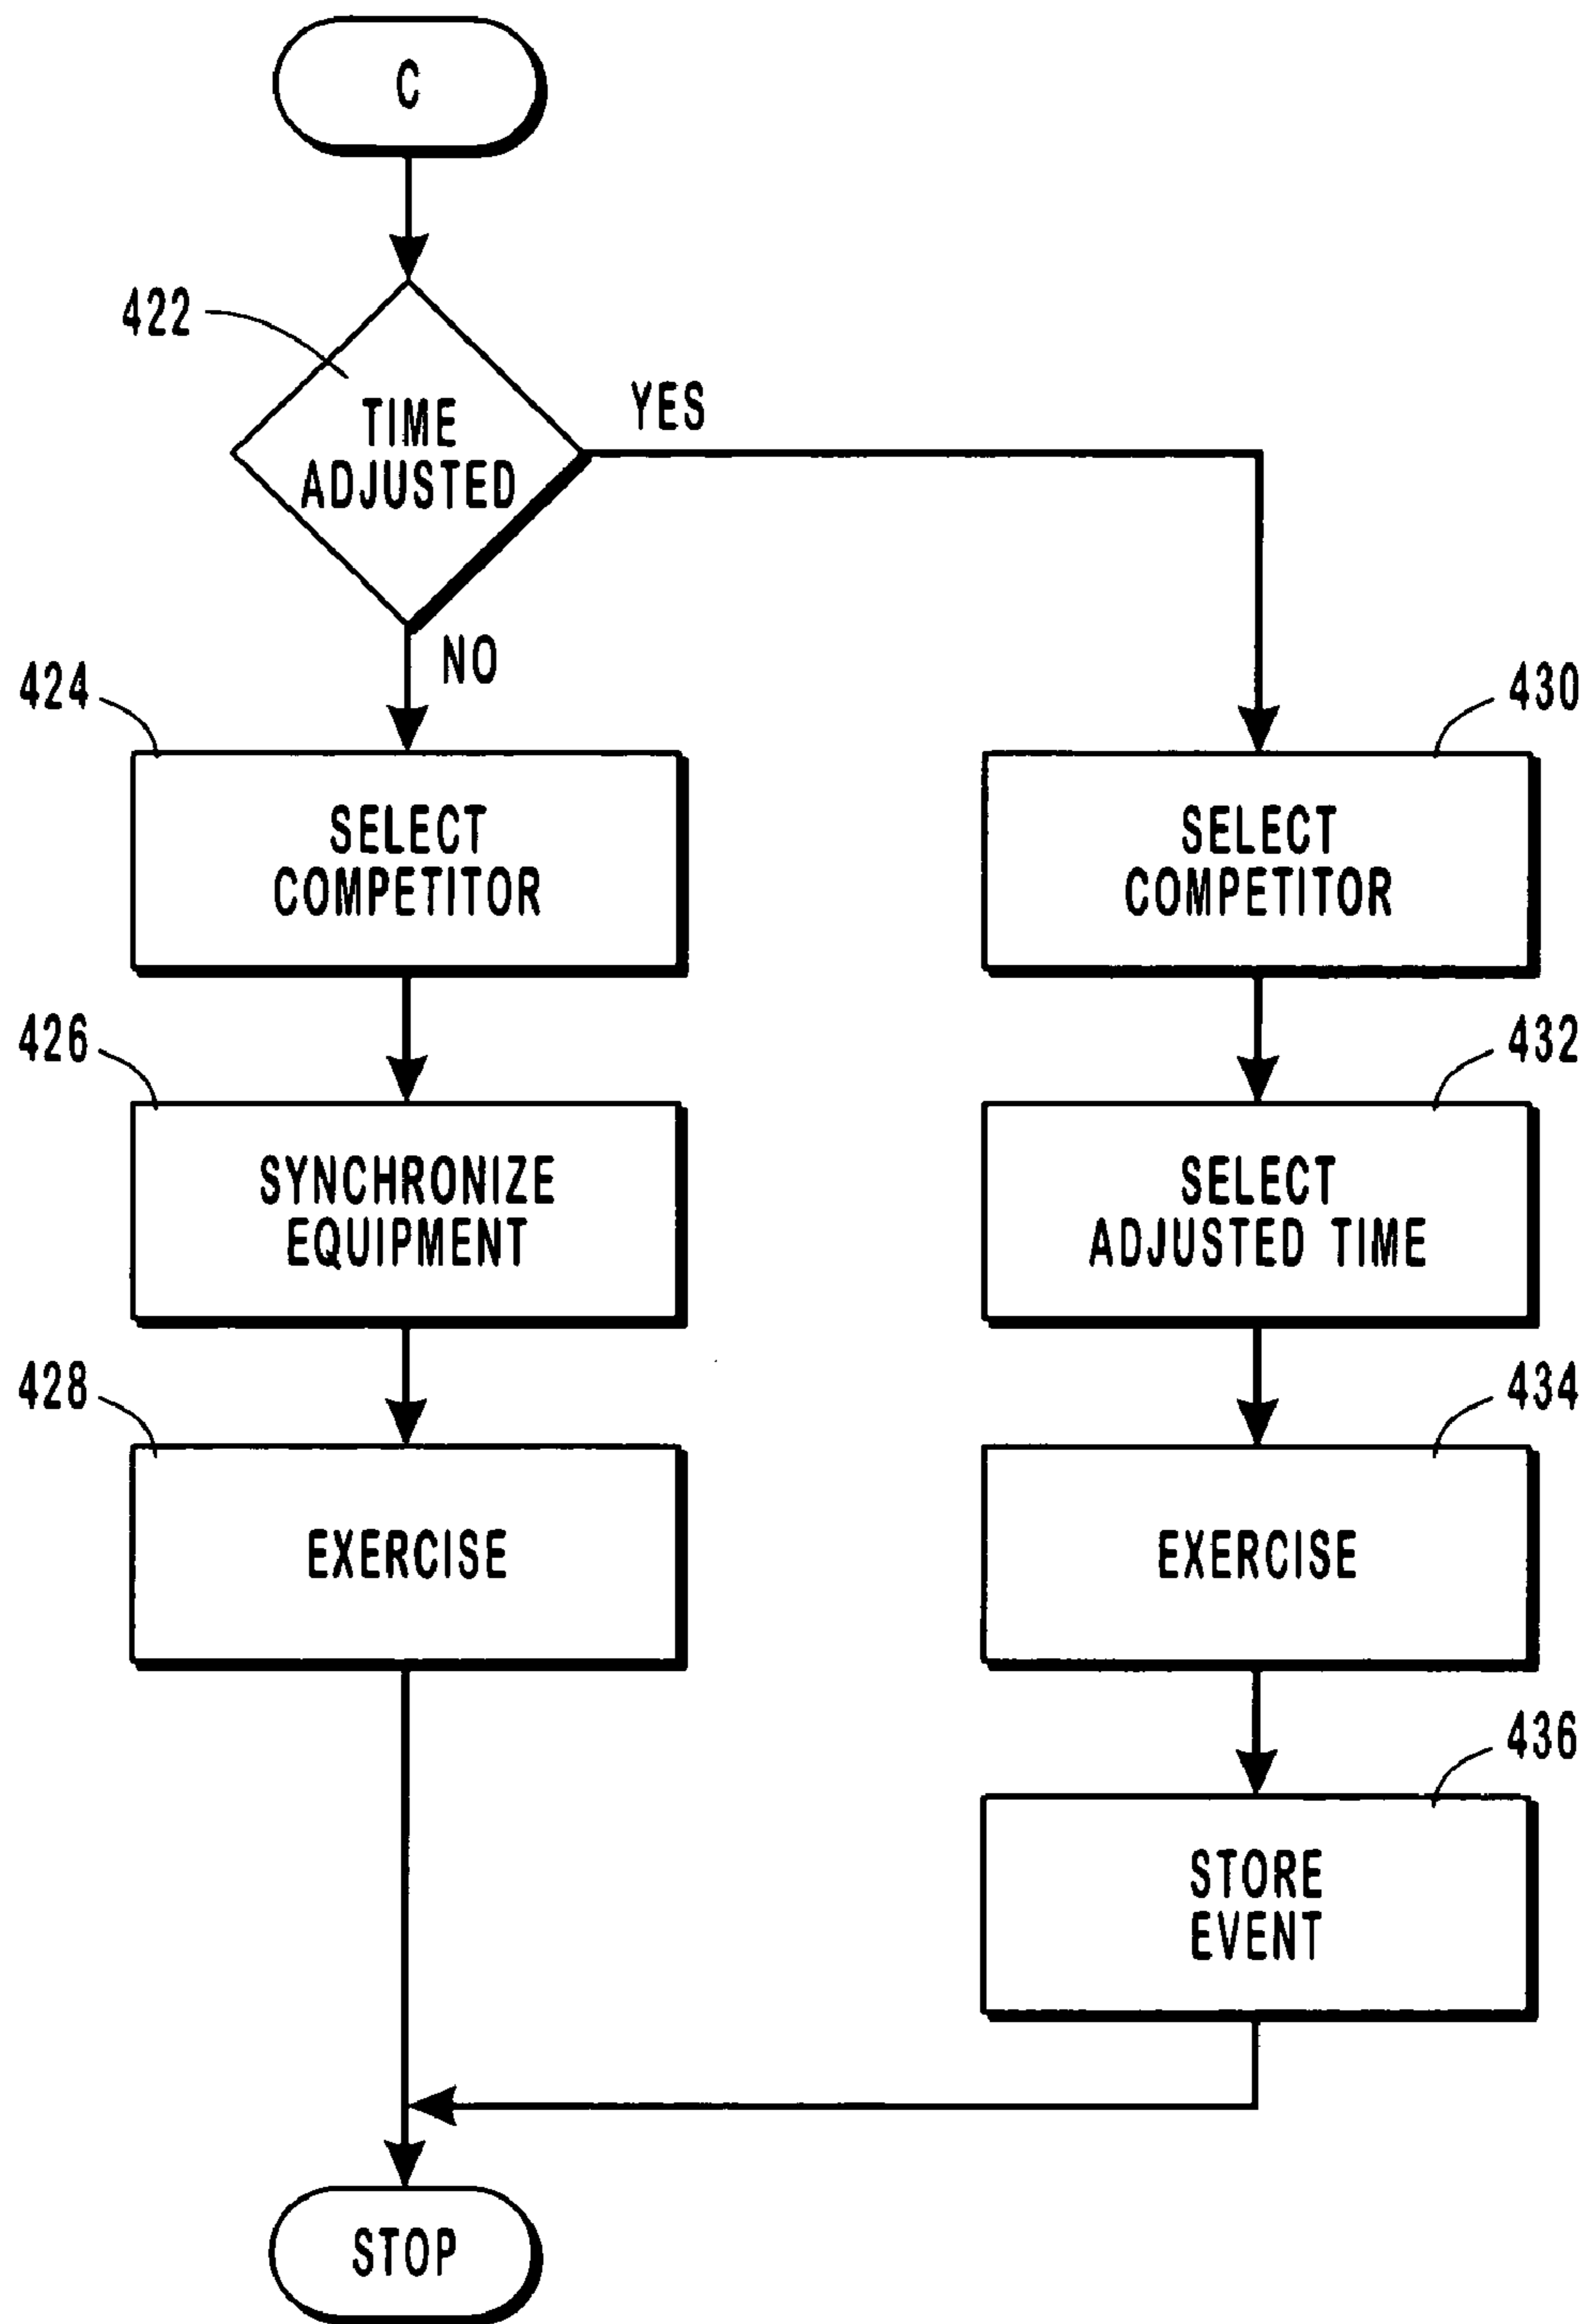 C
422
TIME
ADJUSTED
YES
NO
424
SELECT
COMPETITOR
430
SELECT
COMPETITOR
426
SYNCHRONIZE
EQUIPMENT
432
SELECT
ADJUSTED TIME
428
EXERCISE
434
EXERCISE
436
STORE
EVENT
STOP